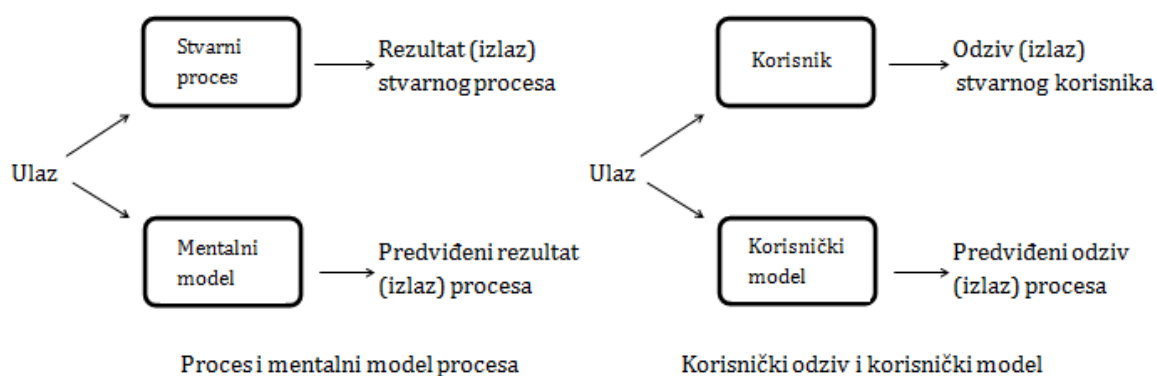 Stvarni
proces
Rezultat (izlaz)
stvarnog procesa
Ulaz
Mentalni
model
Predviđeni rezultat
(izlaz) procesa
Proces i mentalni model procesa
Korisnik
Odziv (izlaz)
stvarnog korisnika
Ulaz
Korisnički
model
Predviđeni odziv
(izlaz) procesa
Korisnički odziv i korisnički model